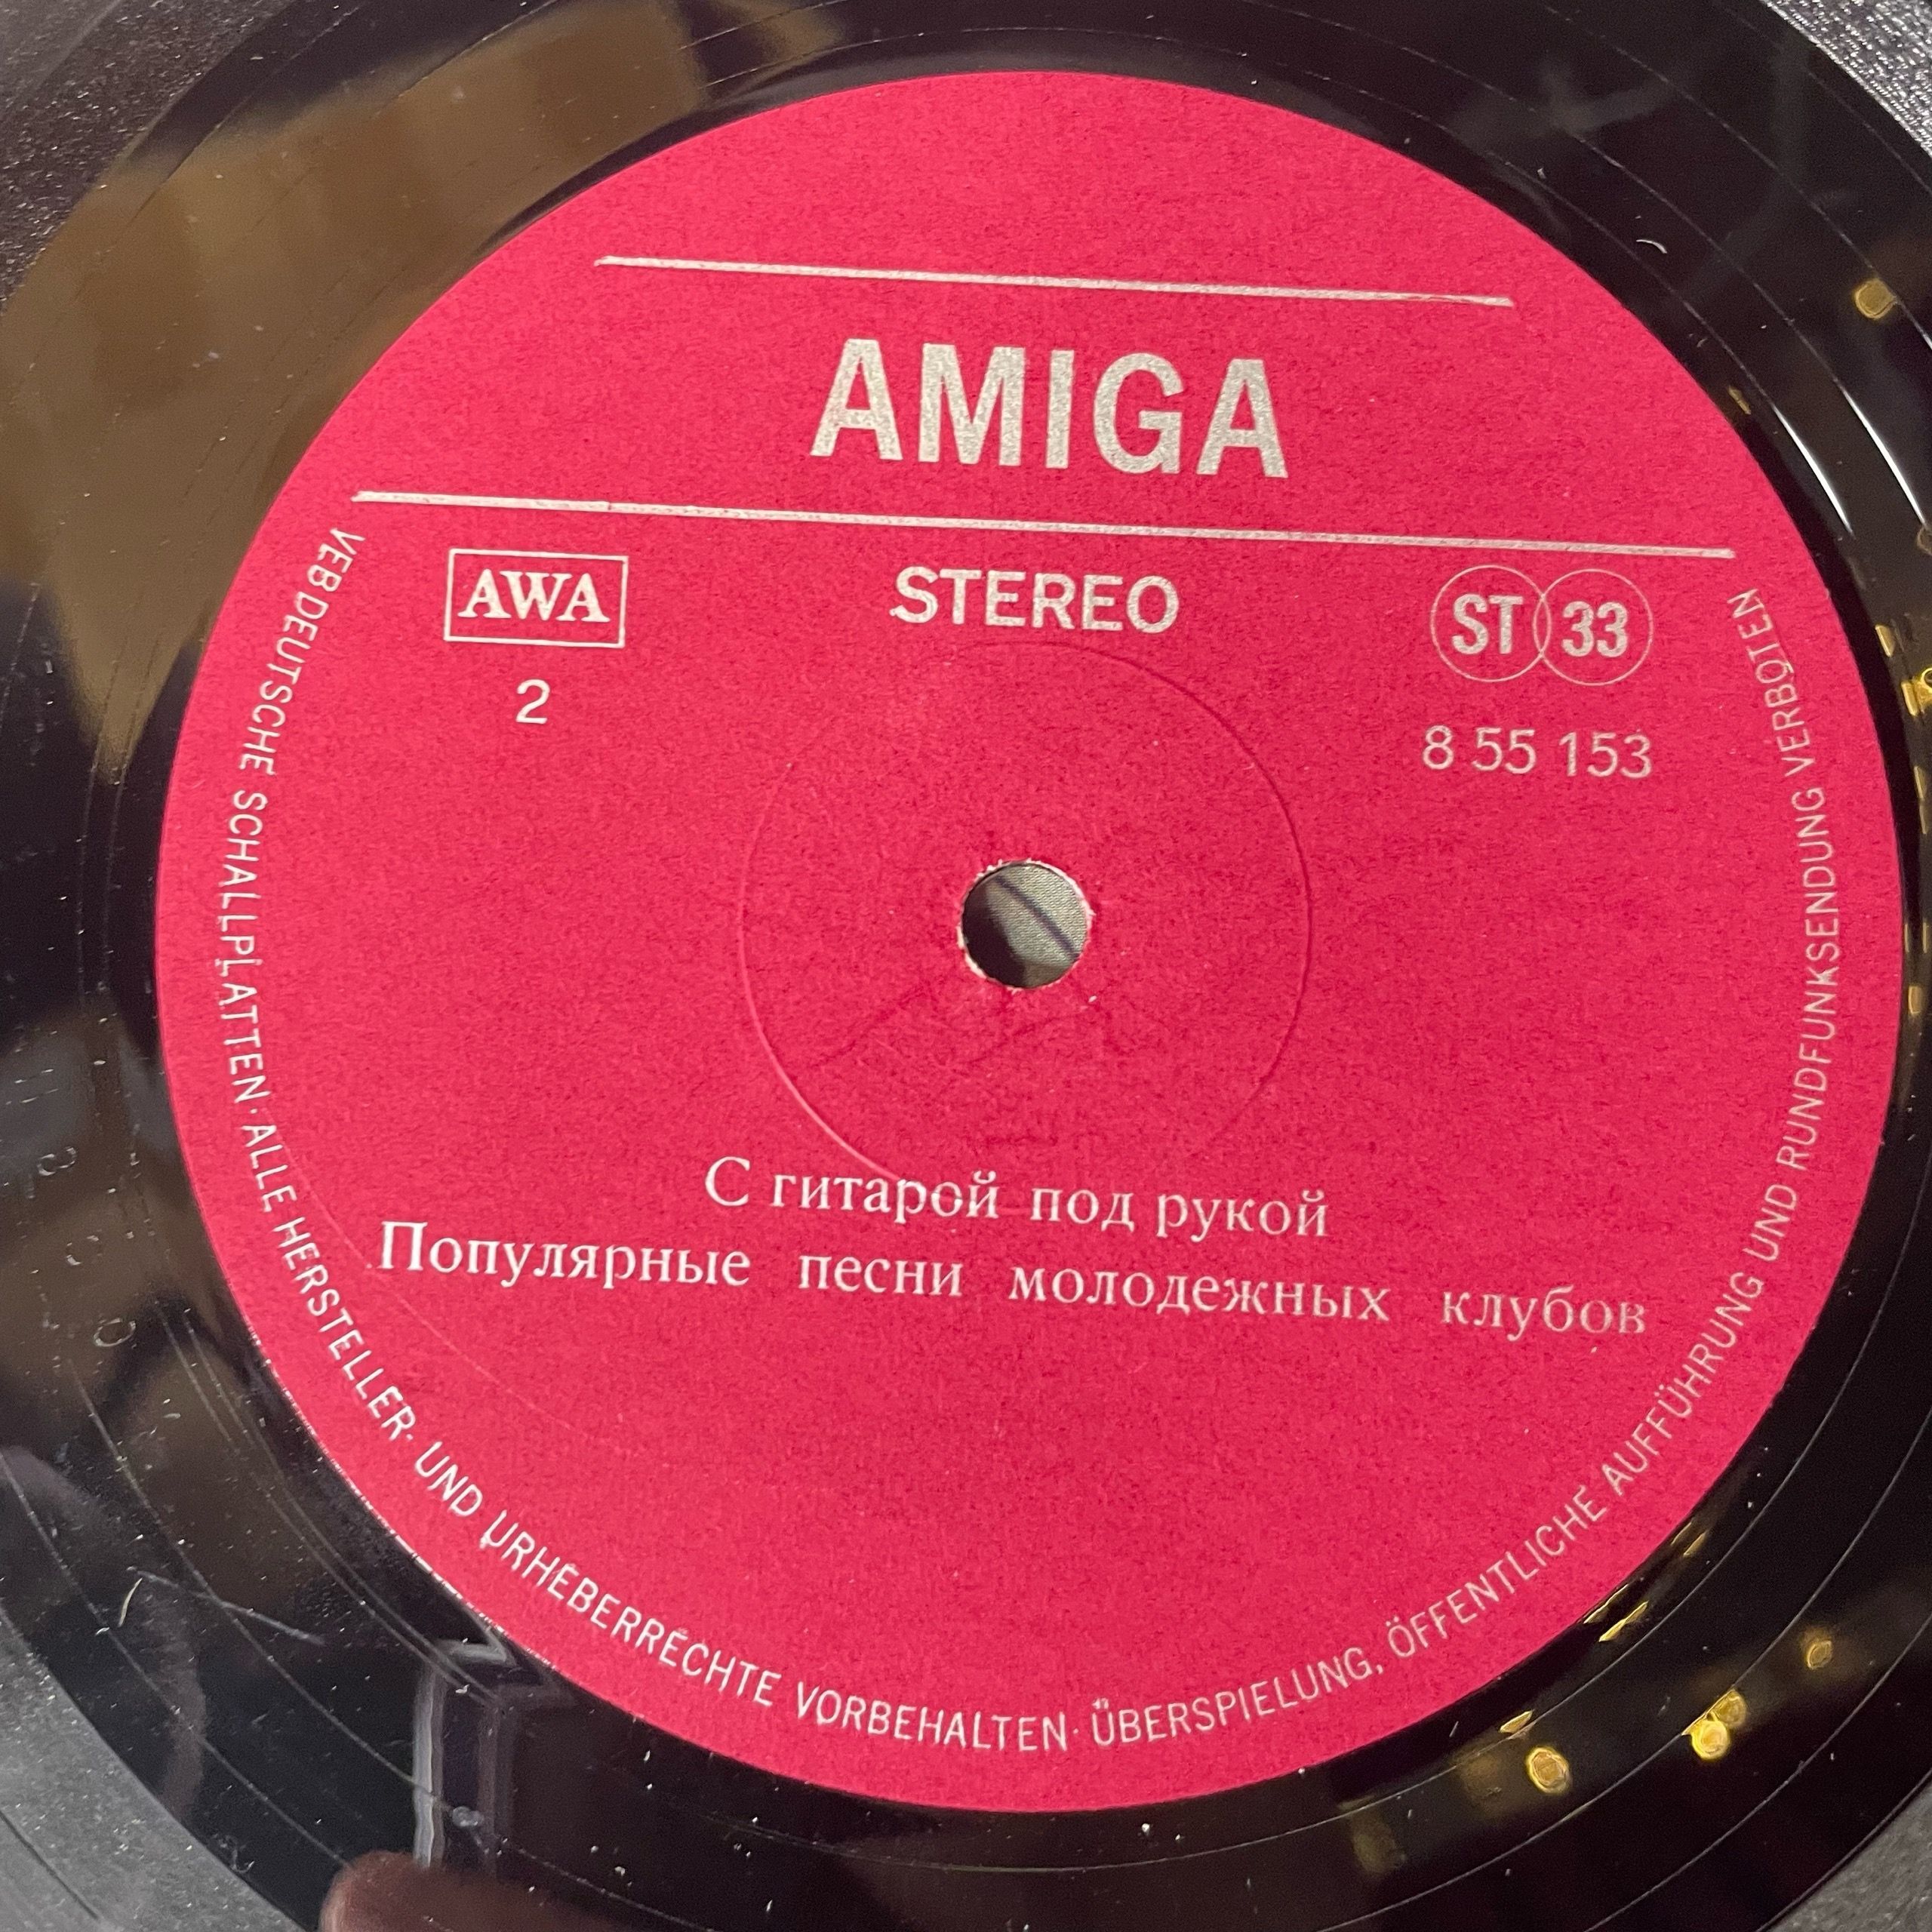 AMIGA
AWA
STEREO
ST 33
2
8 55 153
С гитарой под рукой
Популярные песни молодежных клубов
VEB DEUTSCHE SCHALLPLATTEN · ALLE HERSTELLER- UND URHEBERRECHTE VORBEHALTEN · ÜBERSPIELUNG, ÖFFENTLICHE AUFFÜHRUNG UND RUNDFUNKSENDUNG VERBOTEN